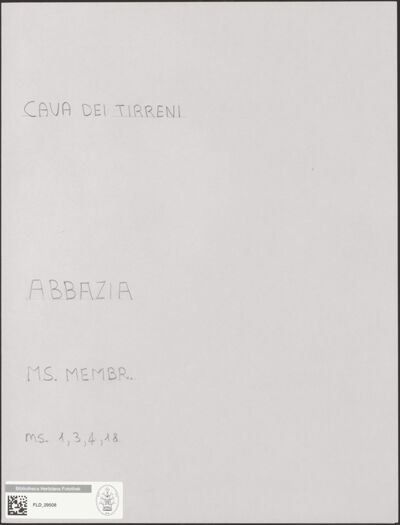 CAVA DEI TIRRENI
ABBAZIA
MS. MEMBR.
ms. 1, 3, 4, 18
Bibliotheca Hertziana Fotothek
FLD_29508